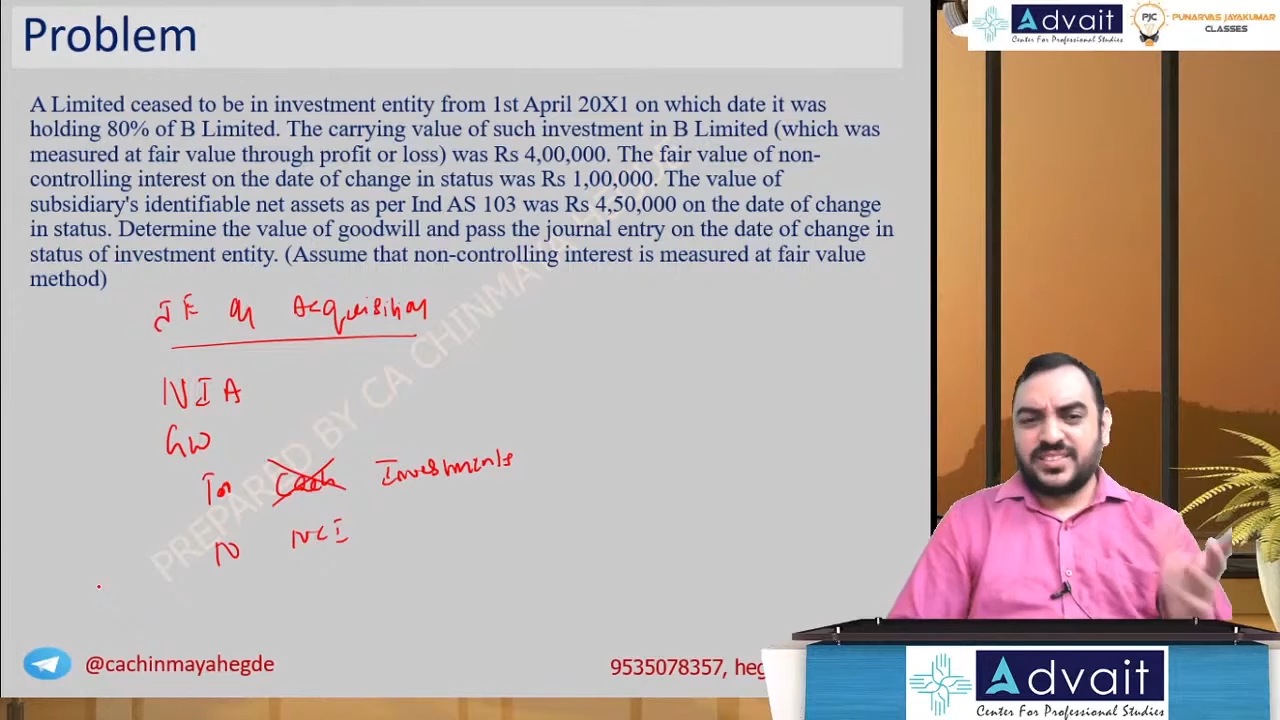 Problem
Advait
Center For Professional Studies
PJC
PUNARVAS JAYAKUMAR
CLASSES
A Limited ceased to be in investment entity from 1st April 20X1 on which date it was
holding 80% of B Limited. The carrying value of such investment in B Limited (which was
measured at fair value through profit or loss) was Rs 4,00,000. The fair value of non-
controlling interest on the date of change in status was Rs 1,00,000. The value of
subsidiary's identifiable net assets as per Ind AS 103 was Rs 4,50,000 on the date of change
in status. Determine the value of goodwill and pass the journal entry on the date of change in
status of investment entity. (Assume that non-controlling interest is measured at fair value
method)
JE on Acquisition
NIA
GW
To Cash Investments
To NCI
PREPARED BY CA CHINMAYA HEGDE
@cachinmayahegde
9535078357, heg
Advait
Center For Professional Studies